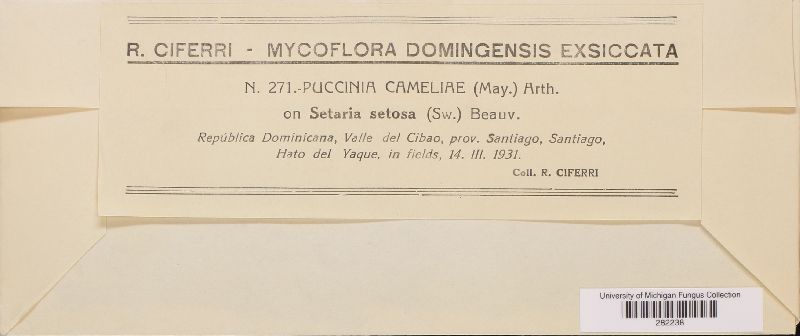 R. CIFERRI - MYCOFLORA DOMINGENSIS EXSICCATA
N. 271.-PUCCINIA CAMELIAE (May.) Arth.
on Setaria setosa (Sw.) Beauv.
República Dominicana, Valle del Cibao, prov. Santiago, Santiago,
Hato del Yaque, in fields, 14. III. 1931.
Coll. R. CIFERRI
University of Michigan Fungus Collection
282236